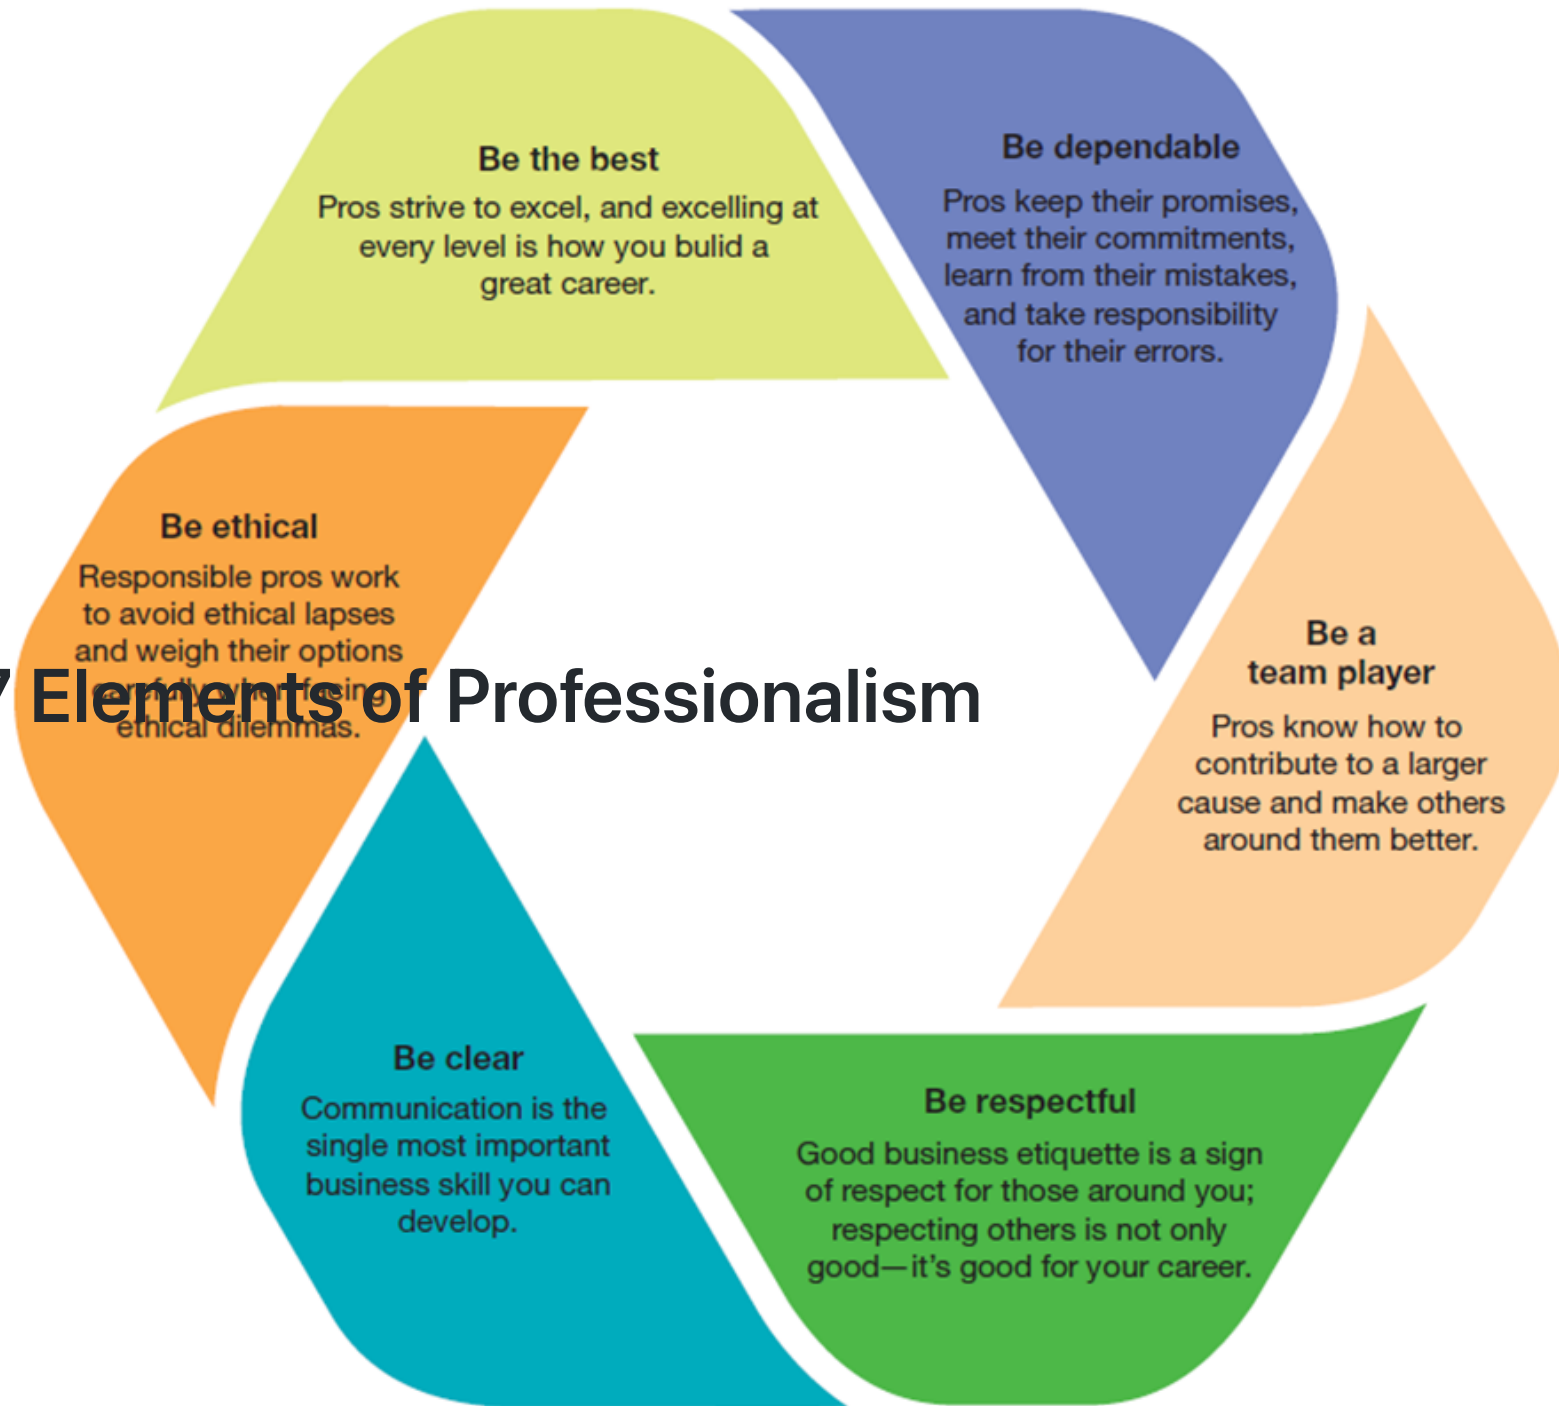 Be the best
Pros strive to excel, and excelling at
every level is how you bulid a
great career.
Be dependable
Pros keep their promises,
meet their commitments,
learn from their mistakes,
and take responsibility
for their errors.
Be a
team player
Pros know how to
contribute to a larger
cause and make others
around them better.
Be respectful
Good business etiquette is a sign
of respect for those around you;
respecting others is not only
good—it's good for your career.
Be clear
Communication is the
single most important
business skill you can
develop.
Be ethical
Responsible pros work
to avoid ethical lapses
and weigh their options
carefully when facing
ethical dilemmas.
7 Elements of Professionalism